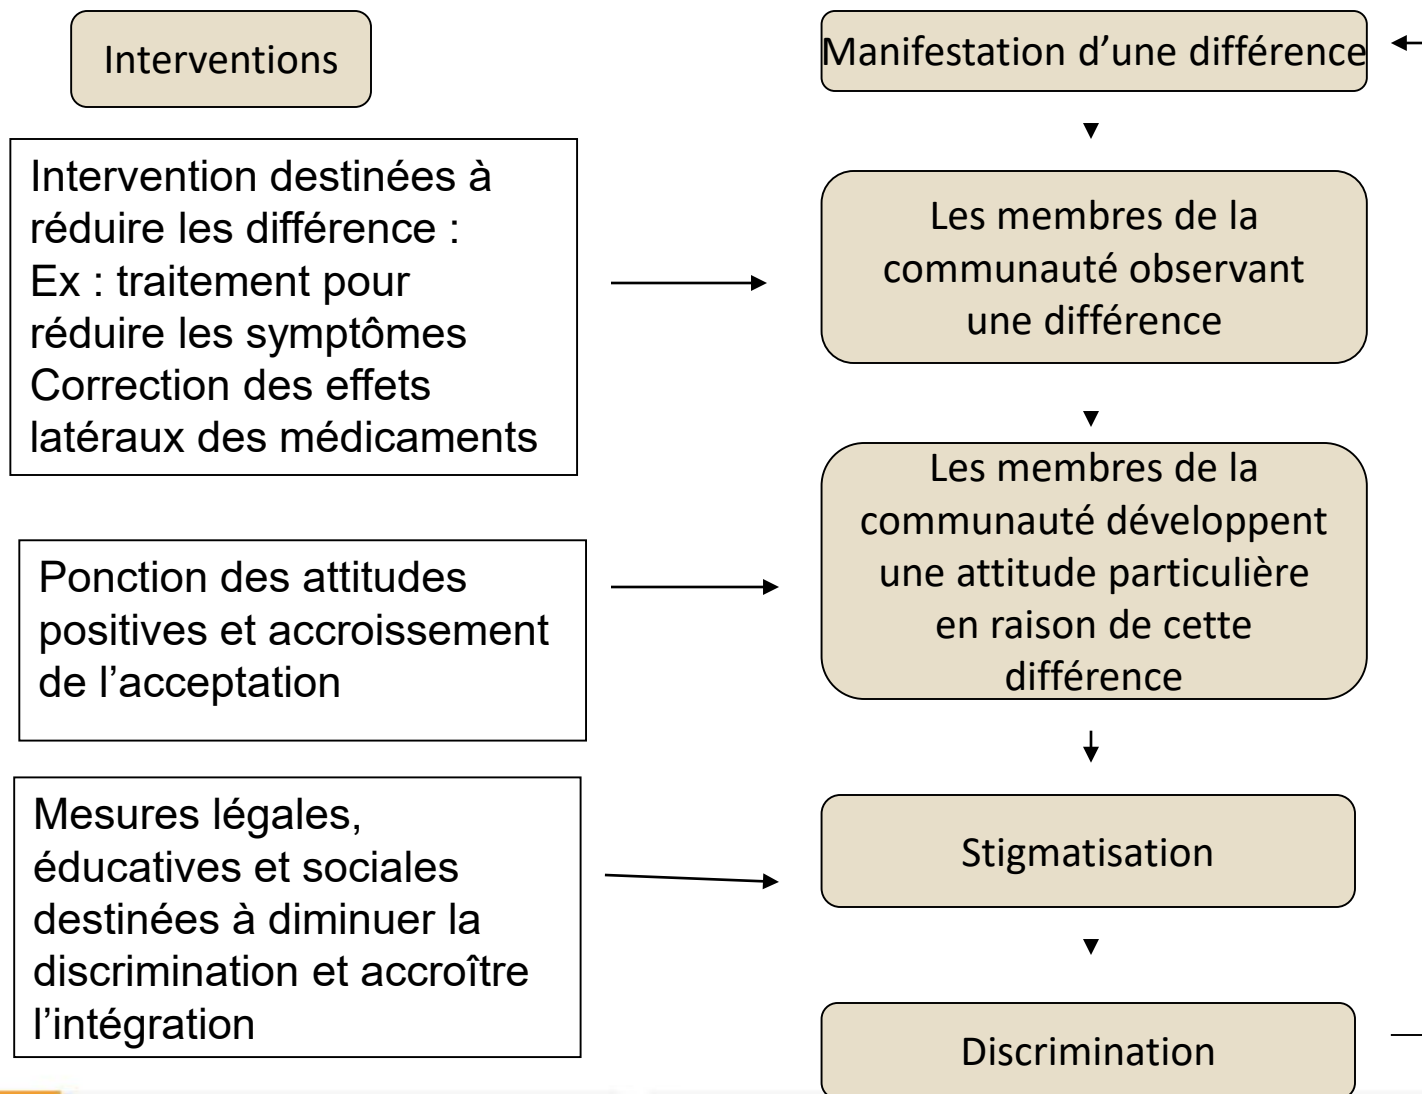 Interventions
Intervention destinées à
réduire les différence :
Ex : traitement pour
réduire les symptômes
Correction des effets
latéraux des médicaments
Ponction des attitudes
positives et accroissement
de l’acceptation
Mesures légales,
éducatives et sociales
destinées à diminuer la
discrimination et accroître
l’intégration
Manifestation d’une différence
Les membres de la
communauté observant
une différence
Les membres de la
communauté développent
une attitude particulière
en raison de cette
différence
Stigmatisation
Discrimination